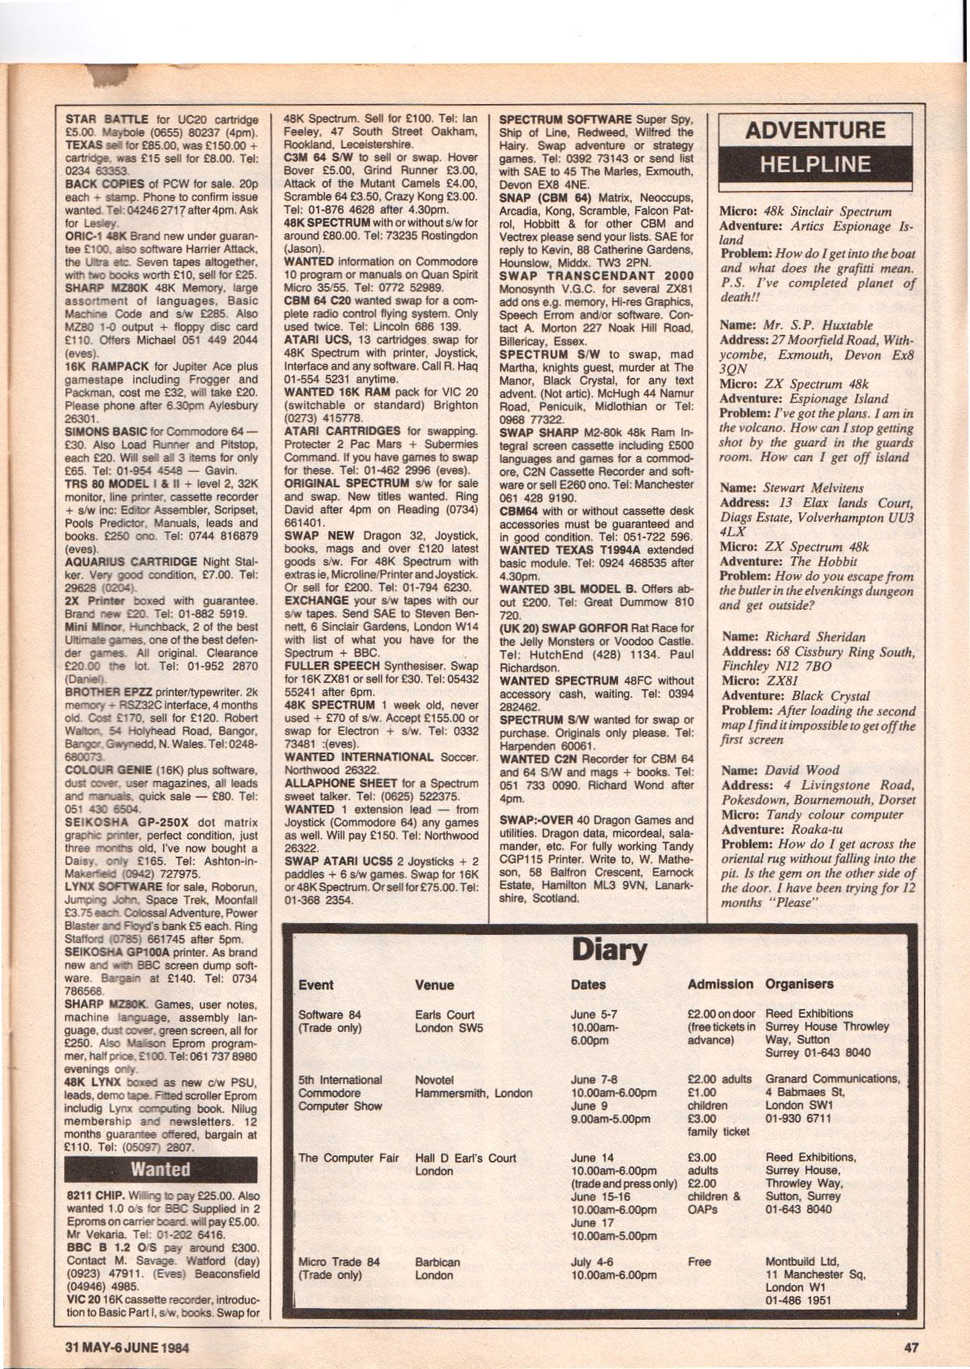 STAR BATTLE for UC20 cartridge
£5.00. Maybole (0655) 80237 (4pm).
TEXAS sell for £85.00, was £150.00 +
cartridge, was £15 sell for £8.00. Tel:
0234 63353.
BACK COPIES of PCW for sale. 20p
each + stamp. Phone to confirm issue
wanted. Tel: 04246 2717 after 4pm. Ask
for Lesley.
ORIC-1 48K Brand new under guaran-
tee £100, also software Harrier Attack,
the Ultra etc. Seven tapes altogether,
with two books worth £10, sell for £25.
SHARP MZ80K 48K Memory, large
assortment of languages, Basic
Machine Code and s/w £285. Also
MZ80 1-0 output + floppy disc card
£110. Offers Michael 051 449 2044
(eves).
16K RAMPACK for Jupiter Ace plus
gamestape including Frogger and
Packman, cost me £32, will take £20.
Please phone after 6.30pm Aylesbury
26301.
SIMONS BASIC for Commodore 64 —
£30. Also Load Runner and Pitstop,
each £20. Will sell all 3 items for only
£65. Tel: 01-954 4548 — Gavin.
TRS 80 MODEL I & II + level 2, 32K
monitor, line printer, cassette recorder
+ s/w inc: Editor Assembler, Scripset,
Pools Predictor, Manuals, leads and
books. £250 ono. Tel: 0744 816879
(eves).
AQUARIUS CARTRIDGE Night Stal-
ker. Very good condition, £7.00. Tel:
29628 (0204).
2X Printer boxed with guarantee.
Brand new £20. Tel: 01-882 5919.
Mini Minor, Hunchback, 2 of the best
Ultimate games, one of the best defen-
der games. All original. Clearance
£20.00 the lot. Tel: 01-952 2870
(Daniel).
BROTHER EPZZ printer/typewriter. 2k
memory + RSZ32C interface, 4 months
old. Cost £170, sell for £120. Robert
Walton, 54 Holyhead Road, Bangor,
Bangor, Gwynedd, N. Wales. Tel: 0248-
680073.
COLOUR GENIE (16K) plus software,
dust cover, user magazines, all leads
and manuals, quick sale — £80. Tel:
051 430 6504.
SEIKOSHA GP-250X dot matrix
graphic printer, perfect condition, just
three months old, I've now bought a
Daisy, only £165. Tel: Ashton-in-
Makerfield (0942) 727975.
LYNX SOFTWARE for sale, Roborun,
Jumping John, Space Trek, Moonfall
£3.75 each. Colossal Adventure, Power
Blaster and Floyd's bank £5 each. Ring
Stafford (0785) 661745 after 5pm.
SEIKOSHA GP100A printer. As brand
new and with BBC screen dump soft-
ware. Bargain at £140. Tel: 0734
786568.
SHARP MZ80K. Games, user notes,
machine language, assembly lan-
guage, dust cover, green screen, all for
£250. Also Malison Eprom program-
mer, half price, £100. Tel: 061 737 8980
evenings only.
48K LYNX boxed as new c/w PSU,
leads, demo tape. Fitted scroller Eprom
includig Lynx computing book. Nilug
membership and newsletters. 12
months guarantee offered, bargain at
£110. Tel: (05097) 2807.
Wanted
8211 CHIP. Willing to pay £25.00. Also
wanted 1.0 o/s for BBC Supplied in 2
Eproms on carrier board. will pay £5.00.
Mr Vekaria. Tel: 01-202 6416.
BBC B 1.2 O/S pay around £300.
Contact M. Savage. Watford (day)
(0923) 47911. (Eves) Beaconsfield
(04946) 4985.
VIC 20 16K cassette recorder, introduc-
tion to Basic Part I, s/w, books. Swap for
48K Spectrum. Sell for £100. Tel: Ian
Feeley, 47 South Street Oakham,
Rookland, Leceistershire.
C3M 64 S/W to sell or swap. Hover
Bover £5.00, Grind Runner £3.00,
Attack of the Mutant Camels £4.00,
Scramble 64 £3.50, Crazy Kong £3.00.
Tel: 01-876 4628 after 4.30pm.
48K SPECTRUM with or without s/w for
around £80.00. Tel: 73235 Rostingdon
(Jason).
WANTED information on Commodore
10 program or manuals on Quan Spirit
Micro 35/55. Tel: 0772 52989.
CBM 64 C20 wanted swap for a com-
plete radio control flying system. Only
used twice. Tel: Lincoln 686 139.
ATARI UCS, 13 cartridges swap for
48K Spectrum with printer, Joystick,
Interface and any software. Call R. Haq
01-554 5231 anytime.
WANTED 16K RAM pack for VIC 20
(switchable or standard) Brighton
(0273) 415778.
ATARI CARTRIDGES for swapping.
Protecter 2 Pac Mars + Submernies
Command. If you have games to swap
for these. Tel: 01-462 2996 (eves).
ORIGINAL SPECTRUM s/w for sale
and swap. New titles wanted. Ring
David after 4pm on Reading (0734)
661401.
SWAP NEW Dragon 32, Joystick,
books, mags and over £120 latest
goods s/w. For 48K Spectrum with
extras ie, Microline/Printer and Joystick.
Or sell for £200. Tel: 01-794 6230.
EXCHANGE your s/w tapes with our
s/w tapes. Send SAE to Steven Ben-
nett, 6 Sinclair Gardens, London W14
with list of what you have for the
Spectrum + BBC.
FULLER SPEECH Synthesiser. Swap
for 16K ZX81 or sell for £30. Tel: 05432
55241 after 6pm.
48K SPECTRUM 1 week old, never
used + £70 of s/w. Accept £155.00 or
swap for Electron + s/w. Tel: 0332
73481 :(eves).
WANTED INTERNATIONAL Soccer.
Northwood 26322.
ALLAPHONE SHEET for a Spectrum
sweet talker. Tel: (0625) 522375.
WANTED 1 extension lead — from
Joystick (Commodore 64) any games
as well. Will pay £150. Tel: Northwood
26322.
SWAP ATARI UCS5 2 Joysticks + 2
paddles + 6 s/w games. Swap for 16K
or 48K Spectrum. Or sell for £75.00. Tel:
01-368 2354.
SPECTRUM SOFTWARE Super Spy,
Ship of Line, Redweed, Wilfred the
Hairy. Swap adventure or strategy
games. Tel: 0392 73143 or send list
with SAE to 45 The Marles, Exmouth,
Devon EX8 4NE.
SNAP (CBM 64) Matrix, Neoccups,
Arcadia, Kong, Scramble, Falcon Pat-
rol, Hobbitt & for other CBM and
Vectrex please send your lists. SAE for
reply to Kevin, 88 Catherine Gardens,
Hounslow, Middx. TW3 2PN.
SWAP TRANSCENDANT 2000
Monosynth V.G.C. for several ZX81
add ons e.g. memory, Hi-res Graphics,
Speech Errom and/or software. Con-
tact A. Morton 227 Noak Hill Road,
Billericay, Essex.
SPECTRUM S/W to swap, mad
Martha, knights guest, murder at The
Manor, Black Crystal, for any text
advent. (Not artic). McHugh 44 Namur
Road, Penicuik, Midlothian or Tel:
0968 77322.
SWAP SHARP M2-80k 48k Ram In-
tegral screen cassette including £500
languages and games for a commod-
ore, C2N Cassette Recorder and soft-
ware or sell E260 ono. Tel: Manchester
061 428 9190.
CBM64 with or without cassette desk
accessories must be guaranteed and
in good condition. Tel: 051-722 596.
WANTED TEXAS T1994A extended
basic module. Tel: 0924 468535 after
4.30pm.
WANTED 3BL MODEL B. Offers ab-
out £200. Tel: Great Dummow 810
720.
(UK 20) SWAP GORFOR Rat Race for
the Jelly Monsters or Voodoo Castle.
Tel: HutchEnd (428) 1134. Paul
Richardson.
WANTED SPECTRUM 48FC without
accessory cash, waiting. Tel: 0394
282462.
SPECTRUM S/W wanted for swap or
purchase. Originals only please. Tel:
Harpenden 60061.
WANTED C2N Recorder for CBM 64
and 64 S/W and mags + books. Tel:
051 733 0090. Richard Wond after
4pm.
SWAP:-OVER 40 Dragon Games and
utilities. Dragon data, micordeal, sala-
mander, etc. For fully working Tandy
CGP115 Printer. Write to, W. Mathe-
son, 58 Balfron Crescent, Earnock
Estate, Hamilton ML3 9VN, Lanark-
shire, Scotland.
ADVENTURE
HELPLINE
Micro: 48k Sinclair Spectrum
Adventure: Artics Espionage Is-
land
Problem: How do I get into the boat
and what does the grafitti mean.
P.S. I've completed planet of
death!!
Name: Mr. S.P. Huxtable
Address: 27 Moorfield Road, With-
ycombe, Exmouth, Devon Ex8
3QN
Micro: ZX Spectrum 48k
Adventure: Espionage Island
Problem: I've got the plans. I am in
the volcano. How can I stop getting
shot by the guard in the guards
room. How can I get off island
Name: Stewart Melvitens
Address: 13 Elax lands Court,
Diags Estate, Volverhampton UU3
4LX
Micro: ZX Spectrum 48k
Adventure: The Hobbit
Problem: How do you escape from
the butler in the elvenkings dungeon
and get outside?
Name: Richard Sheridan
Address: 68 Cissbury Ring South,
Finchley N12 7BO
Micro: ZX81
Adventure: Black Crystal
Problem: After loading the second
map I find it impossible to get off the
first screen
Name: David Wood
Address: 4 Livingstone Road,
Pokesdown, Bournemouth, Dorset
Micro: Tandy colour computer
Adventure: Roaka-tu
Problem: How do I get across the
oriental rug without falling into the
pit. Is the gem on the other side of
the door. I have been trying for 12
months "Please"
Diary
Event Venue Dates Admission Organisers
Software 84 Earls Court June 5-7 £2.00 on door Reed Exhibitions
(Trade only) London SW5 10.00am- (free tickets in Surrey House Throwley
6.00pm advance) Way, Sutton
Surrey 01-643 8040
5th International Novotel June 7-8 £2.00 adults Granard Communications,
Commodore Hammersmith, London 10.00am-6.00pm £1.00 4 Babmaes St,
Computer Show June 9 children London SW1
9.00am-5.00pm £3.00 01-930 6711
family ticket
The Computer Fair Hall D Earl's Court June 14 £3.00 Reed Exhibitions,
London 10.00am-6.00pm adults Surrey House,
(trade and press only) £2.00 Throwley Way,
June 15-16 children & Sutton, Surrey
10.00am-6.00pm OAPs 01-643 8040
June 17
10.00am-5.00pm
Micro Trade 84 Barbican July 4-6 Free Montbuild Ltd,
(Trade only) London 10.00am-6.00pm 11 Manchester Sq,
London W1
01-486 1951
31 MAY-6 JUNE 1984
47